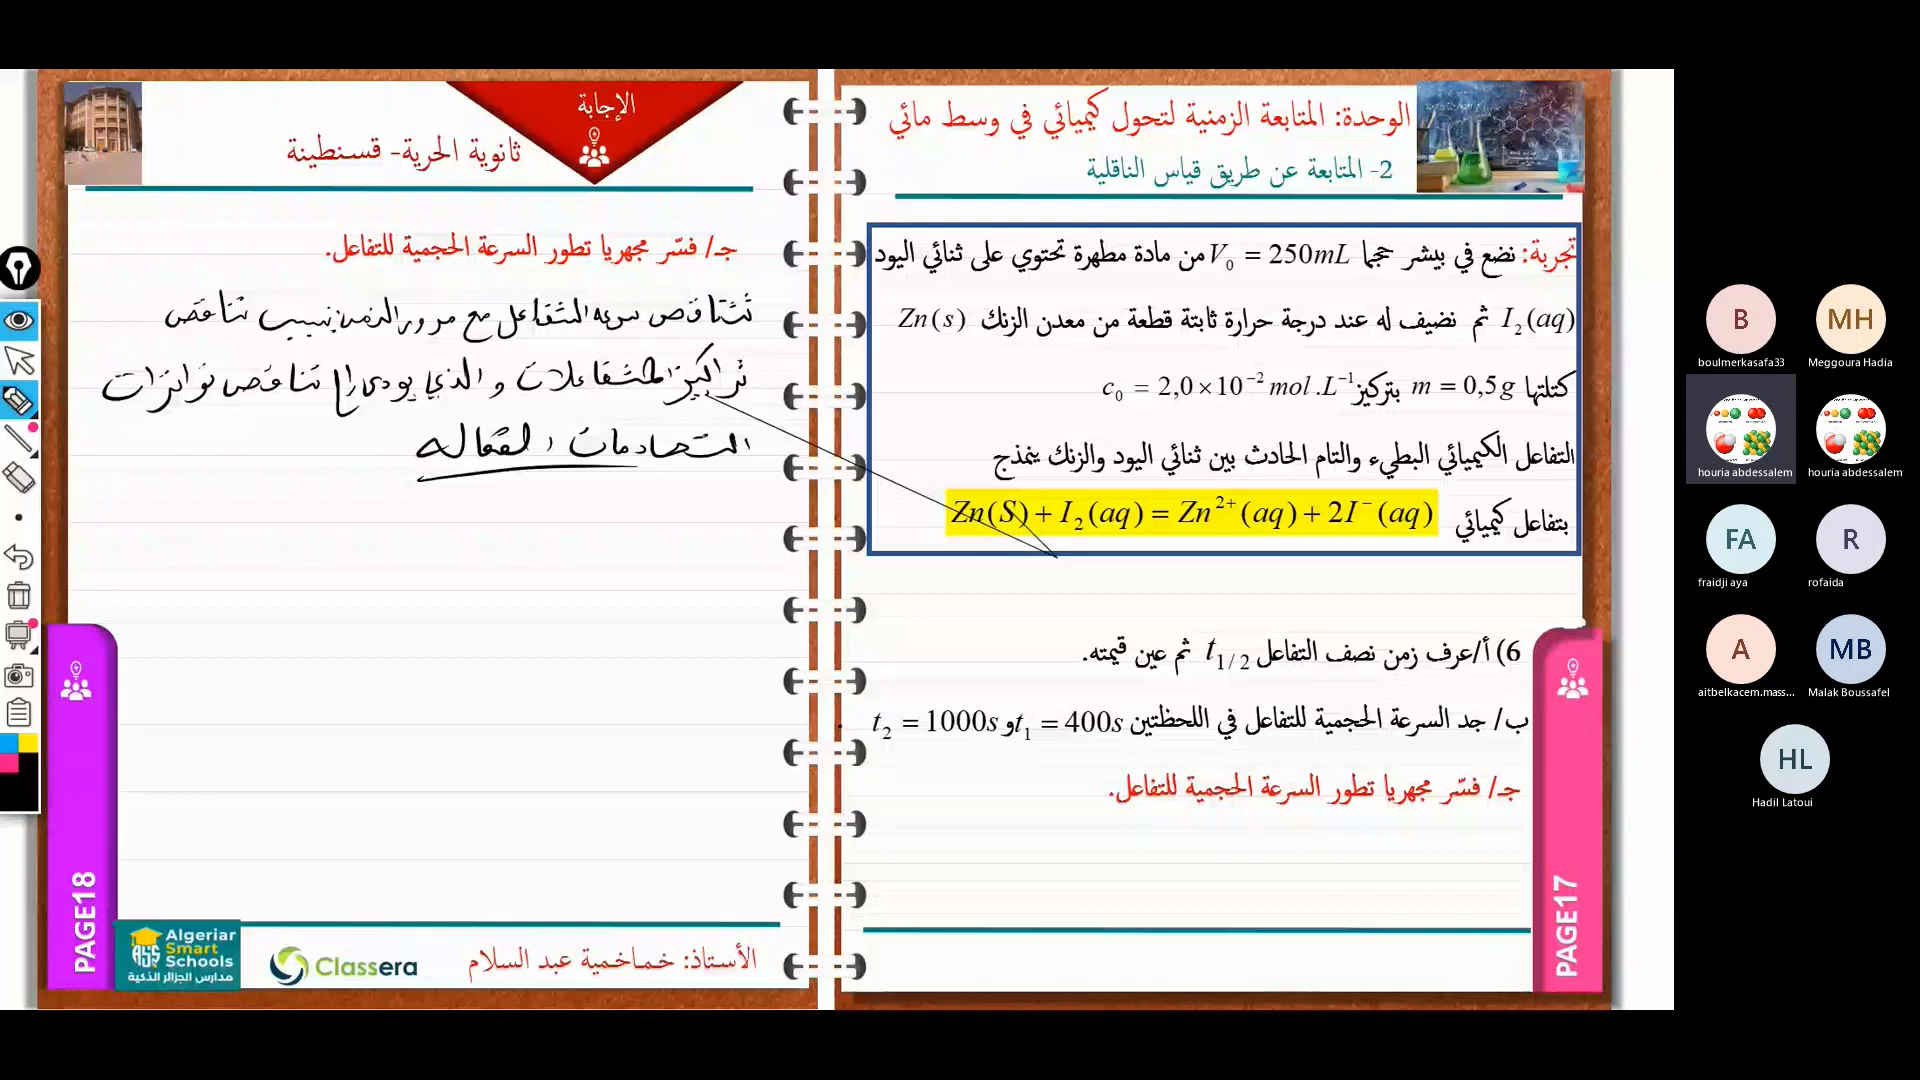 الوحدة: المتابعة الزمنية لتحول كيميائي في وسط مائي
2- المتابعة عن طريق قياس الناقلية
تجربة: نضع في بيشر حجما V₀ = 250mL من مادة مطهرة تحتوي على ثنائي اليود
I₂(aq) ثم نضيف له عند درجة حرارة ثابتة قطعة من معدن الزنك Zn(s)
كتلتها m = 0,5g بتركيز c₀ = 2,0×10⁻² mol.L⁻¹
التفاعل الكيميائي البطيء والتام الحادث بين ثنائي اليود والزنك ينمذج
بتفاعل كيميائي Zn(S) + I₂(aq) = Zn²⁺(aq) + 2I⁻(aq)
6) أ/عرف زمن نصف التفاعل t1/2 ثم عين قيمته.
ب/ جد السرعة الحجمية للتفاعل في اللحظتين t₁ = 400s و t₂ = 1000s .
جـ/ فسّر مجهريا تطور السرعة الحجمية للتفاعل.
PAGE17
الإجابة
ثانوية الحرية- قسنطينة
جـ/ فسّر مجهريا تطور السرعة الحجمية للتفاعل.
تتناقص سرعه التفاعل مع مرور الزمن بسبب تناقص
تراكيز المتفاعلات والذي يودي إلى تناقص تواترات
التصادمات الفعاله
الأستاذ: خماخمية عبد السلام
Classera
Algeriar
Smart
Schools
مدارس الجزائر الذكية
ASS
PAGE18
B
boulmerkasafa33
MH
Meggoura Hadia
houria abdessalem
houria abdessalem
FA
fraidji aya
R
rofaida
A
aitbelkacem.mass...
MB
Malak Boussafel
HL
Hadil Latoui